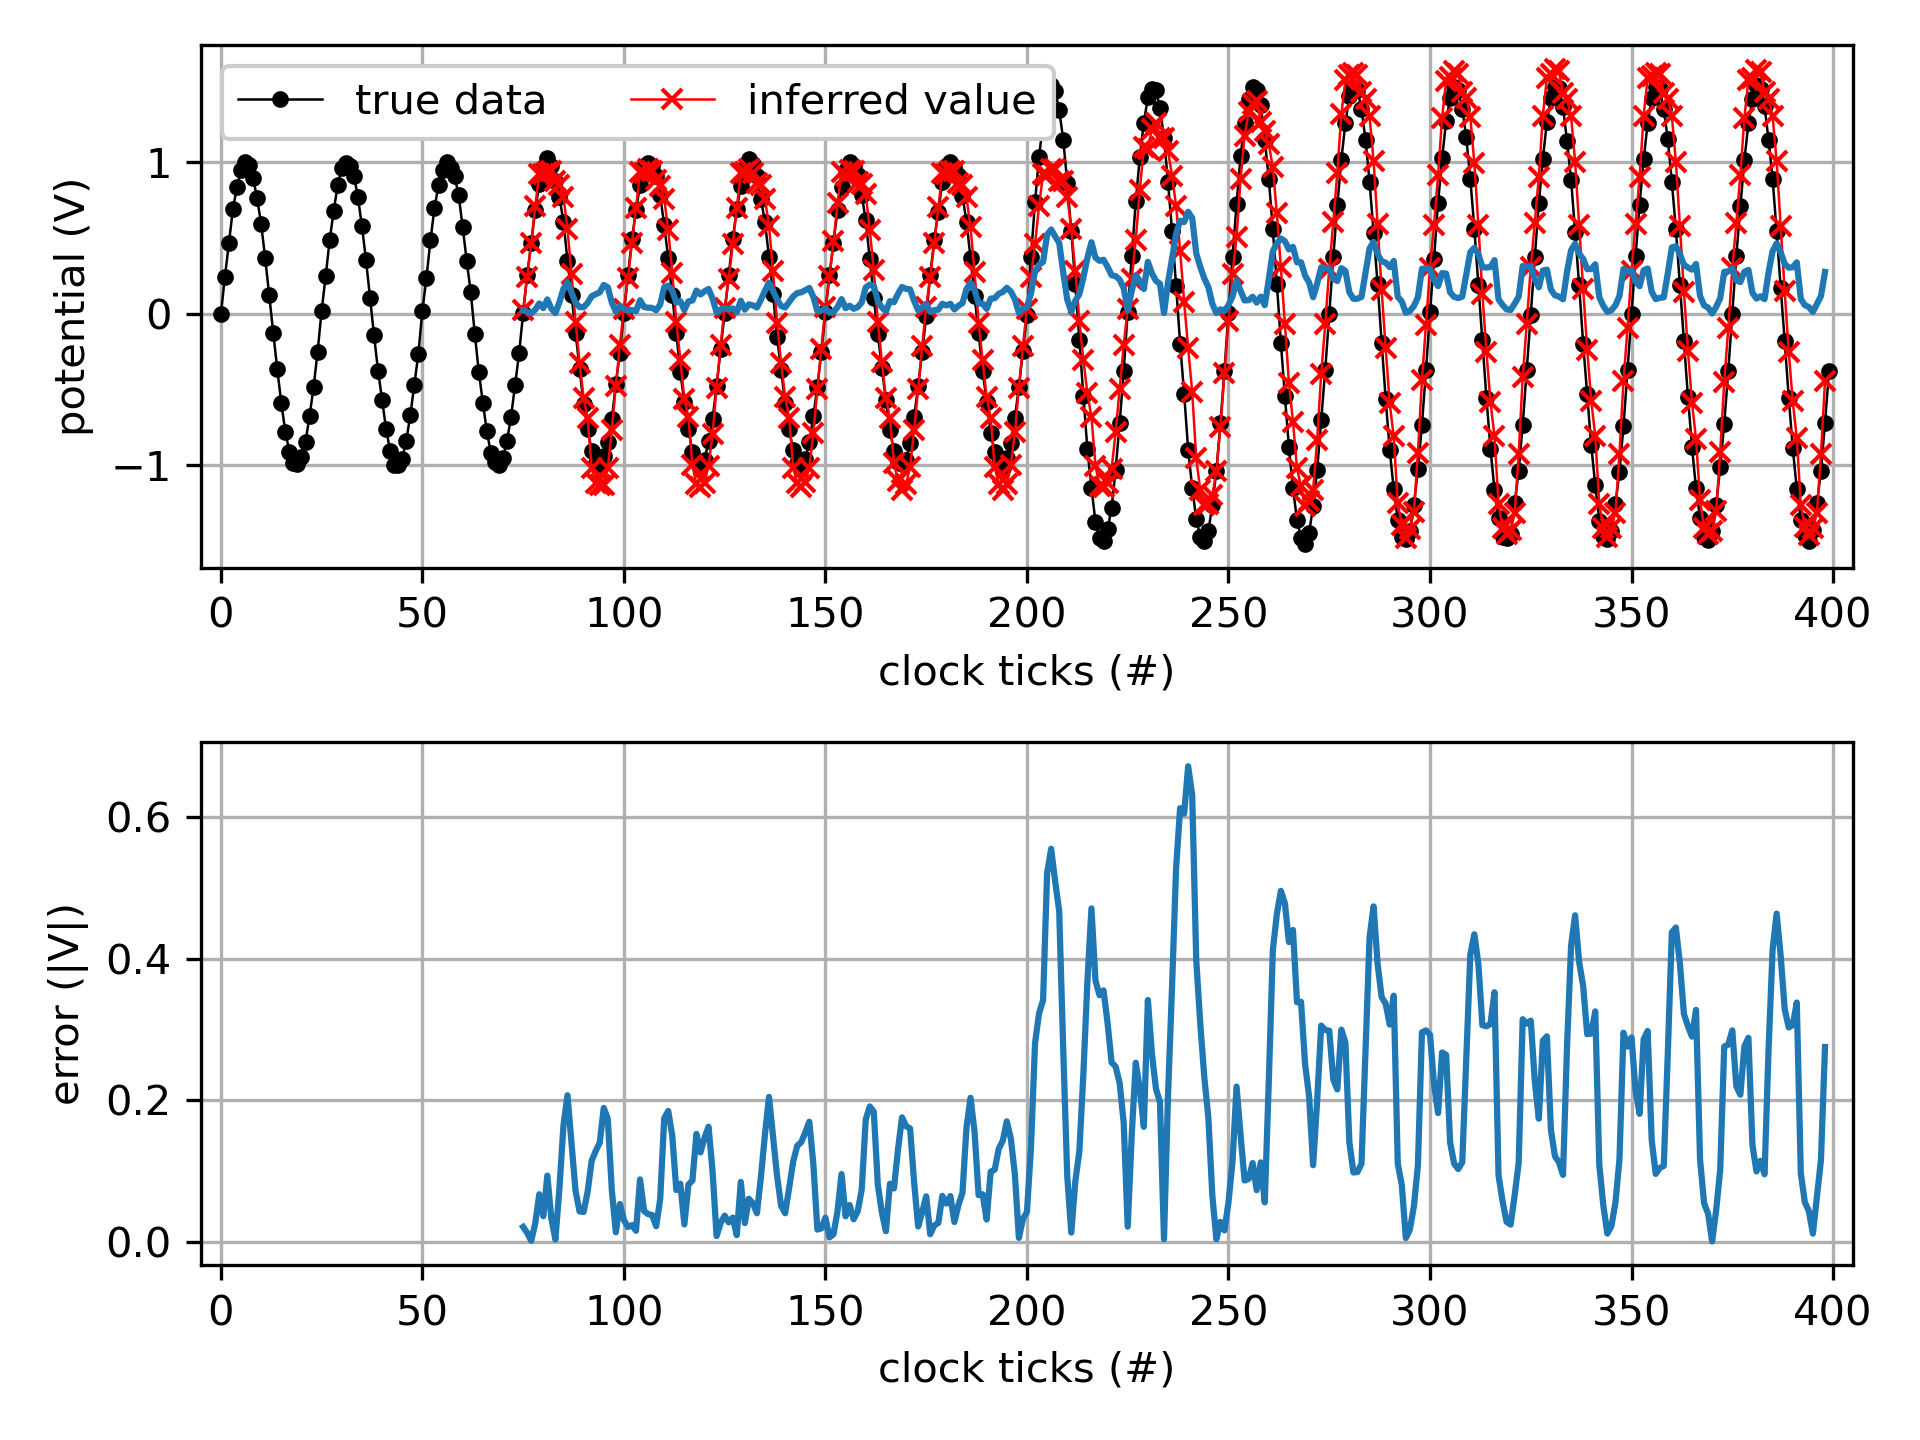 true data inferred value
1
0
−1
potential (V)
0 50 100 150 200 250 300 350 400
clock ticks (#)
0.6
0.4
0.2
0.0
error (|V|)
0 50 100 150 200 250 300 350 400
clock ticks (#)